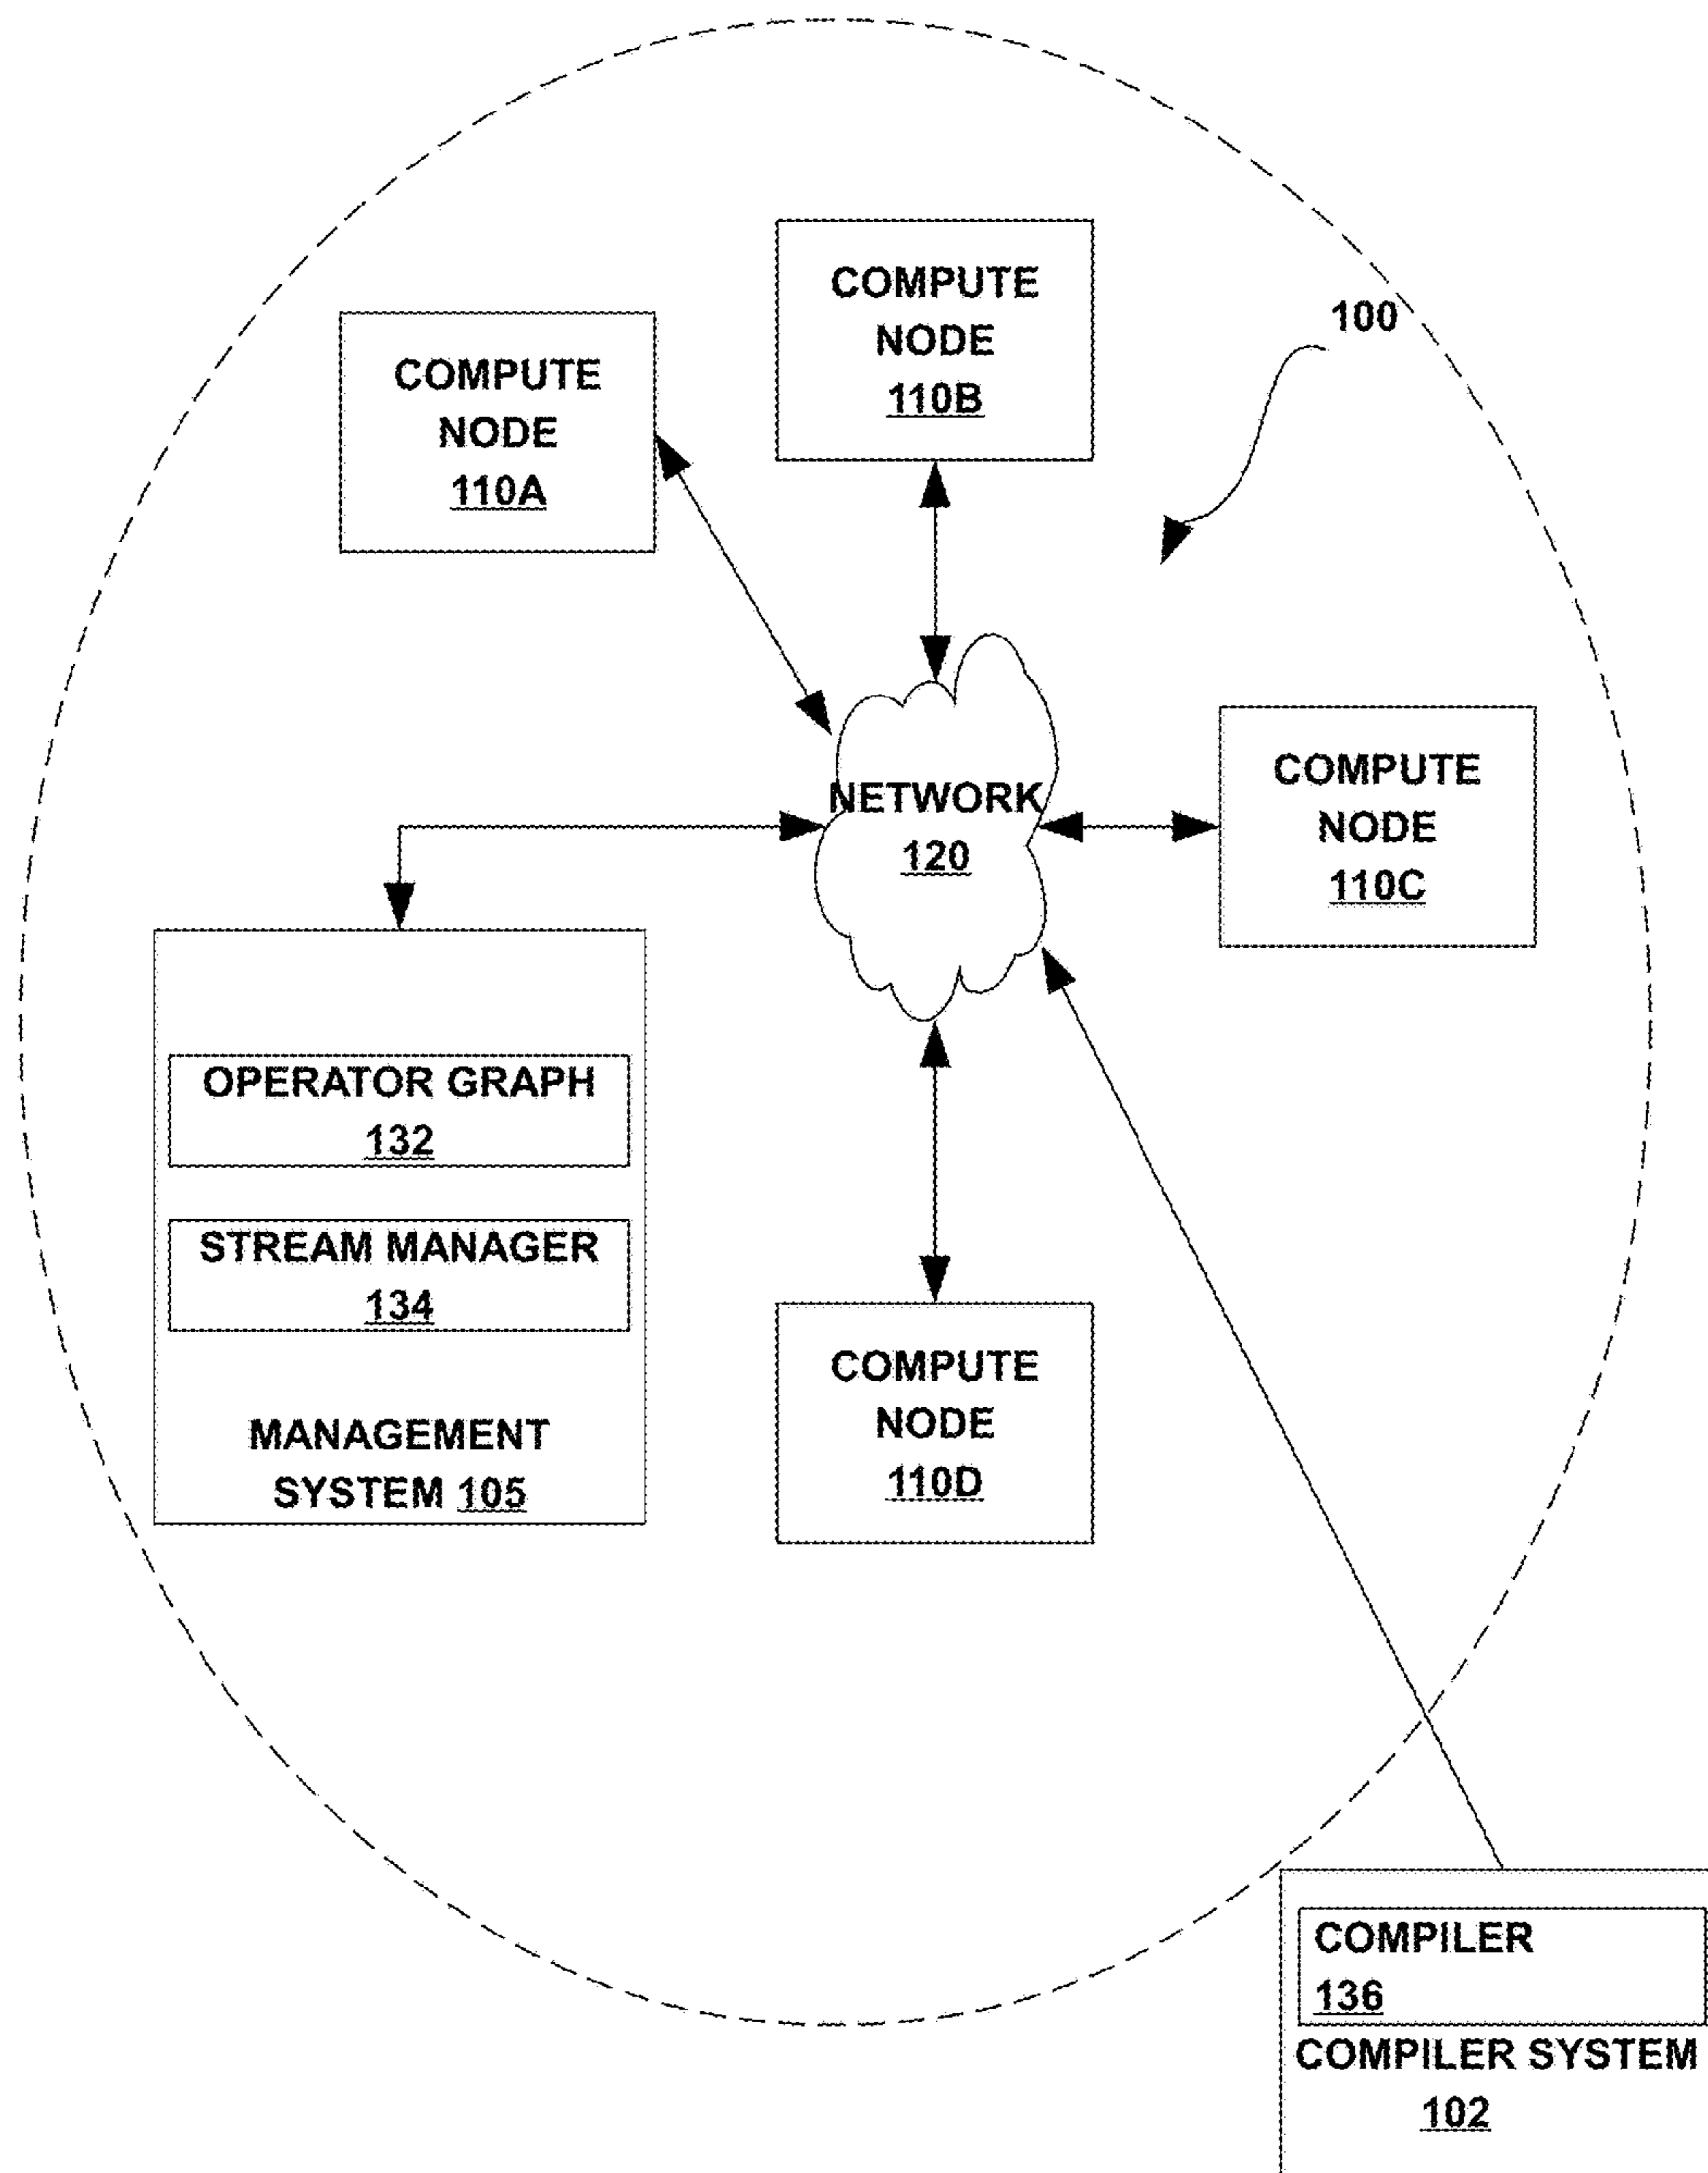 COMPUTE
NODE
110B
100
COMPUTE
NODE
110A
NETWORK
120
COMPUTE
NODE
110C
OPERATOR GRAPH
132
STREAM MANAGER
134
MANAGEMENT
SYSTEM 105
COMPUTE
NODE
110D
COMPILER
136
COMPILER SYSTEM
102